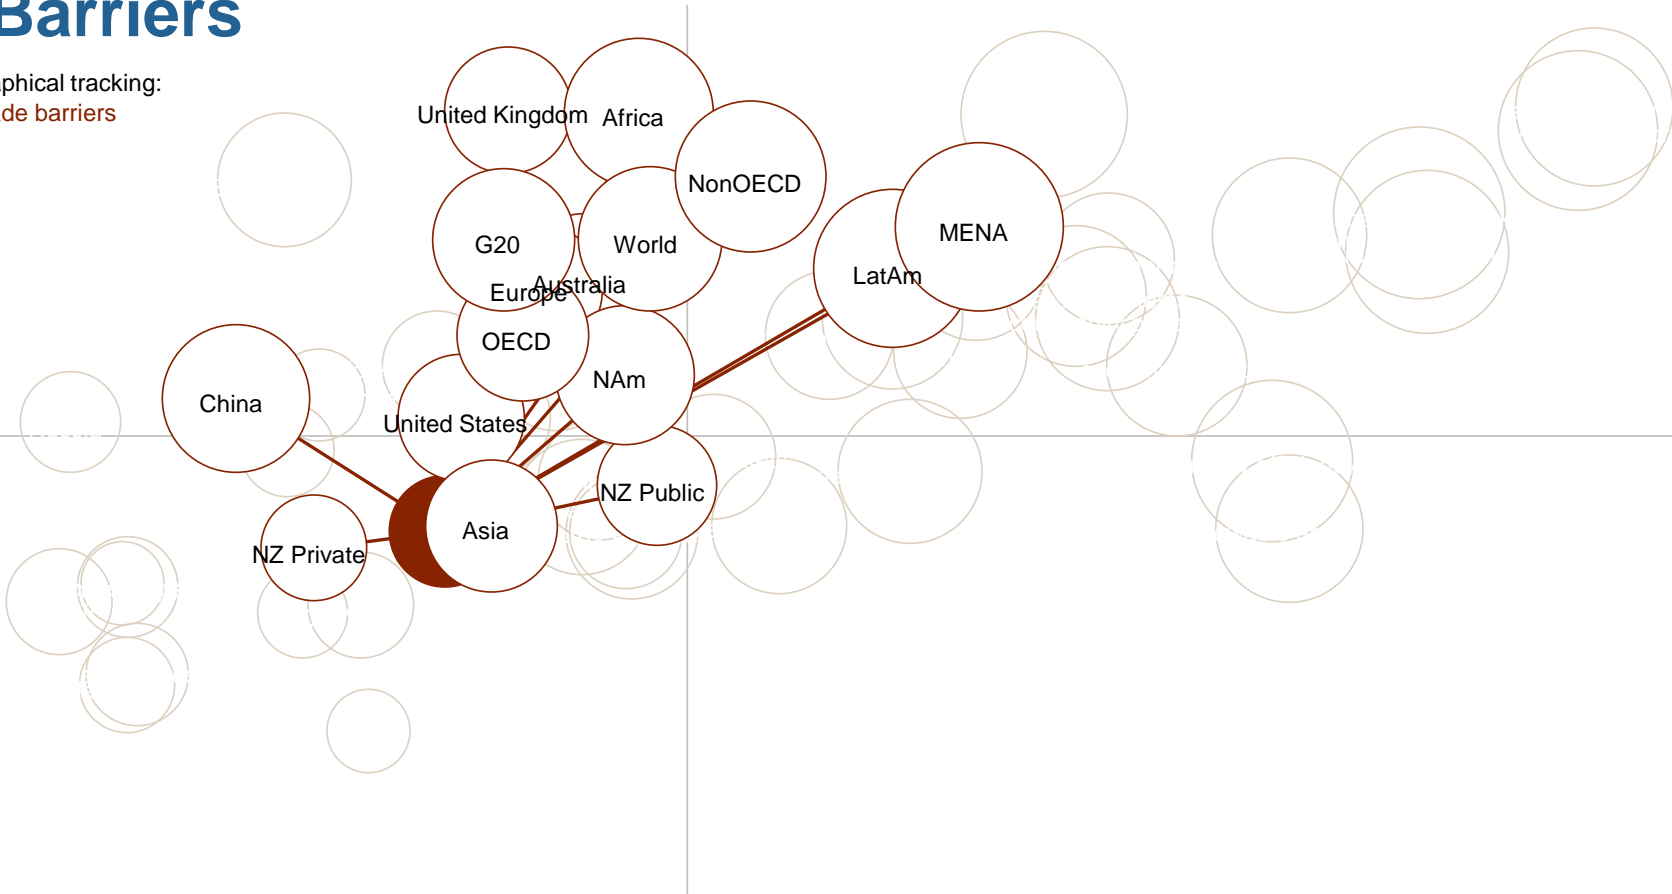 Barriers
aphical tracking:
de barriers
United Kingdom
Africa
NonOECD
G20
World
MENA
LatAm
Australia
Europe
OECD
NAm
China
United States
NZ Public
Asia
NZ Private